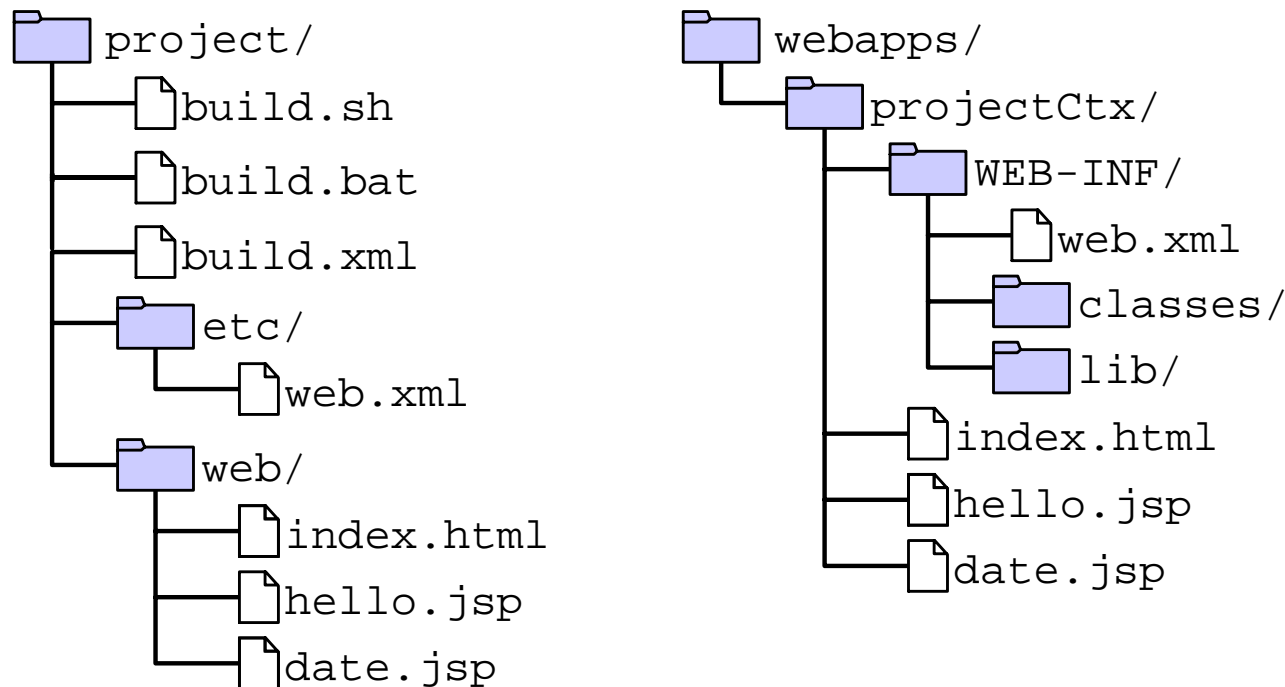 project/
build.sh
build.bat
build.xml
etc/
web.xml
web/
index.html
hello.jsp
date.jsp
webapps/
projectCtx/
WEB-INF/
web.xml
classes/
lib/
index.html
hello.jsp
date.jsp